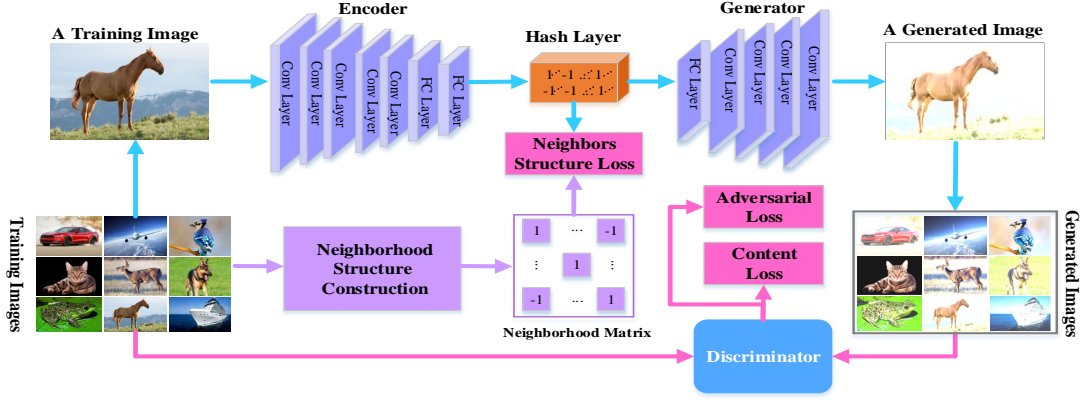 Encoder
Generator
A Training Image
Hash Layer
A Generated Image
Conv Layer
Conv Layer
Conv Layer
Conv Layer
Conv Layer
FC Layer
FC Layer
FC Layer
Conv Layer
Conv Layer
Conv Layer
Conv Layer
Neighbors
Structure Loss
Training Images
Neighborhood
Structure
Construction
1 ... -1
⋮ 1 ⋮
-1 ... 1
Neighborhood Matrix
Adversarial
Loss
Content
Loss
Discriminator
Generated Images